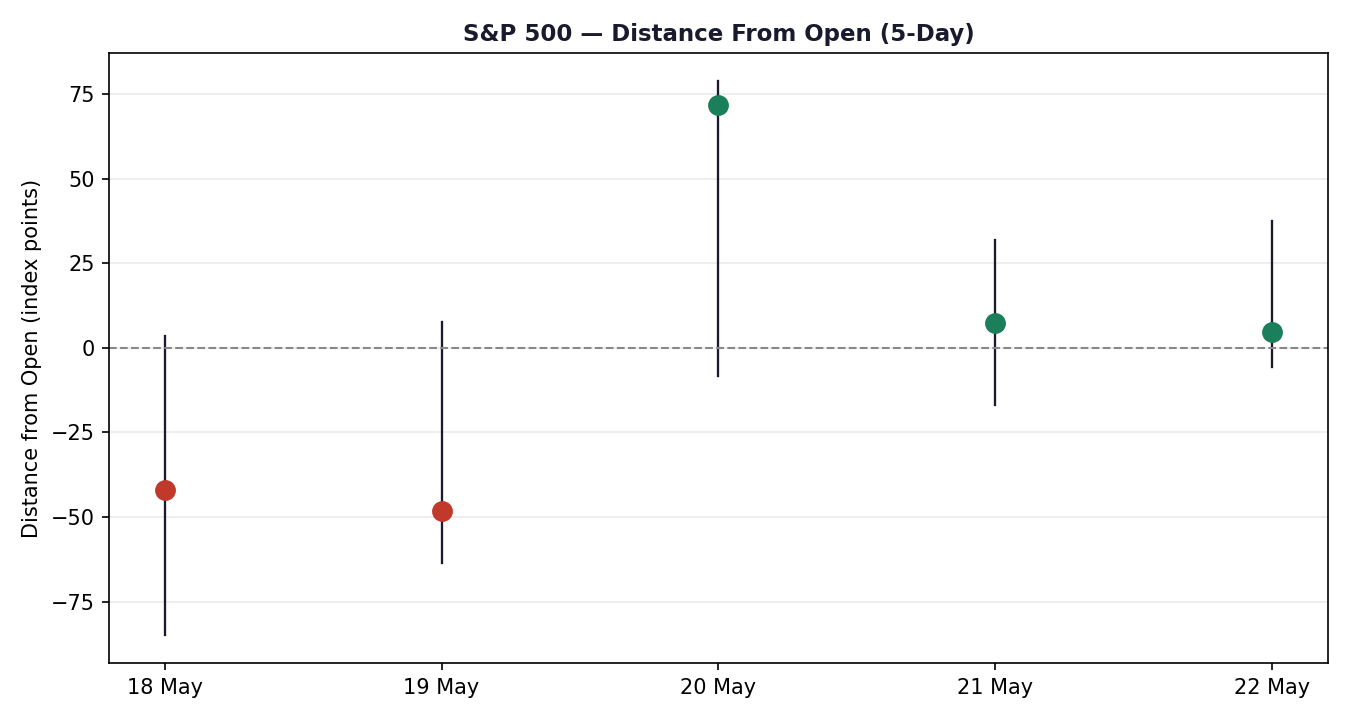 S&P 500 — Distance From Open (5-Day)
Distance from Open (index points)
75
50
25
0
−25
−50
−75
18 May
19 May
20 May
21 May
22 May